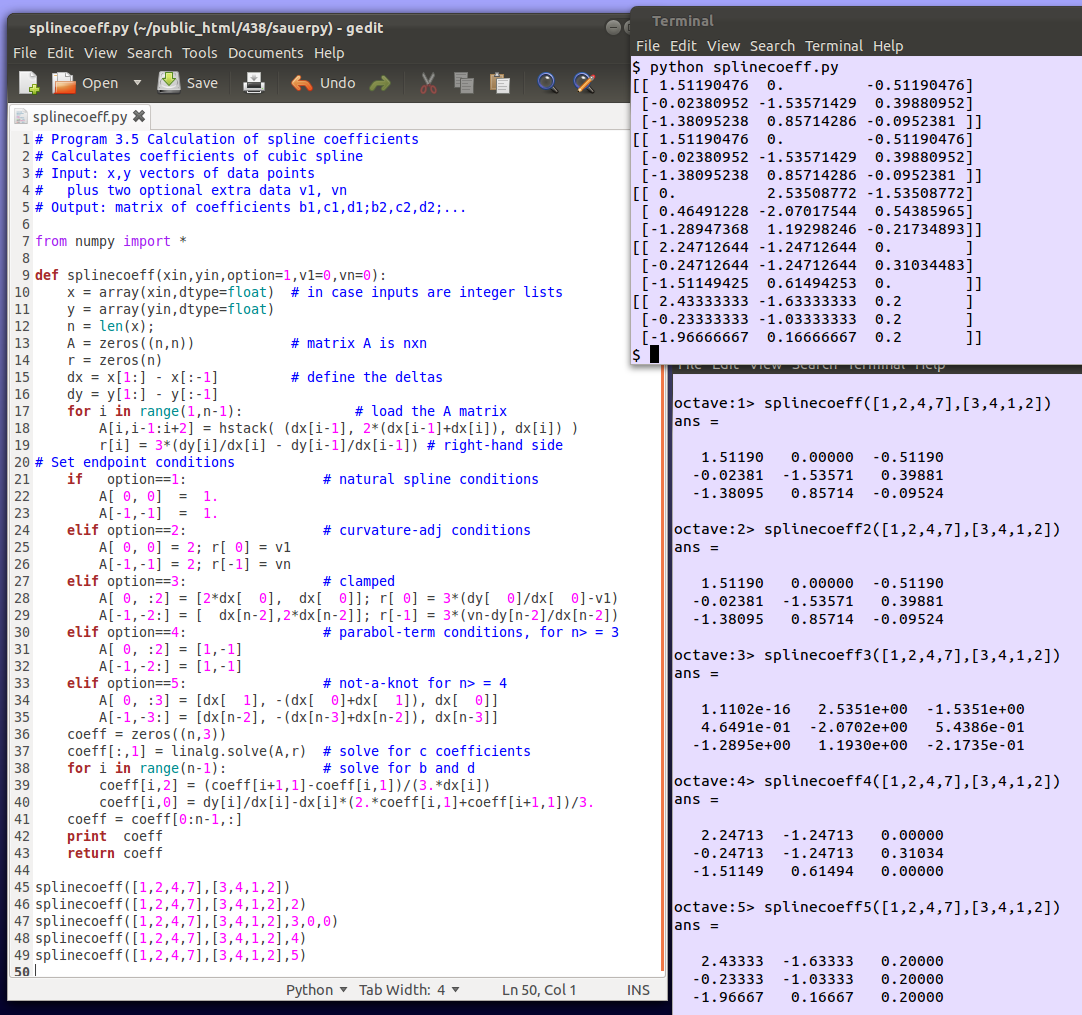 splinecoeff.py (~/public_html/438/sauerpy) - gedit
File Edit View Search Tools Documents Help
Open Save Undo
splinecoeff.py
1 # Program 3.5 Calculation of spline coefficients
2 # Calculates coefficients of cubic spline
3 # Input: x,y vectors of data points
4 #   plus two optional extra data v1, vn
5 # Output: matrix of coefficients b1,c1,d1;b2,c2,d2;...
6
7 from numpy import *
8
9 def splinecoeff(xin,yin,option=1,v1=0,vn=0):
10     x = array(xin,dtype=float)  # in case inputs are integer lists
11     y = array(yin,dtype=float)
12     n = len(x);
13     A = zeros((n,n))            # matrix A is nxn
14     r = zeros(n)
15     dx = x[1:] - x[:-1]         # define the deltas
16     dy = y[1:] - y[:-1]
17     for i in range(1,n-1):              # load the A matrix
18         A[i,i-1:i+2] = hstack( (dx[i-1], 2*(dx[i-1]+dx[i]), dx[i]) )
19         r[i] = 3*(dy[i]/dx[i] - dy[i-1]/dx[i-1]) # right-hand side
20 # Set endpoint conditions
21     if   option==1:                 # natural spline conditions
22         A[ 0, 0]  =  1.
23         A[-1,-1]  =  1.
24     elif option==2:                 # curvature-adj conditions
25         A[ 0, 0] = 2; r[ 0] = v1
26         A[-1,-1] = 2; r[-1] = vn
27     elif option==3:                 # clamped
28         A[ 0, :2] = [2*dx[  0],  dx[  0]]; r[ 0] = 3*(dy[  0]/dx[  0]-v1)
29         A[-1,-2:] = [  dx[n-2],2*dx[n-2]]; r[-1] = 3*(vn-dy[n-2]/dx[n-2])
30     elif option==4:                 # parabol-term conditions, for n> = 3
31         A[ 0, :2] = [1,-1]
32         A[-1,-2:] = [1,-1]
33     elif option==5:                 # not-a-knot for n> = 4
34         A[ 0, :3] = [dx[  1], -(dx[  0]+dx[  1]), dx[  0]]
35         A[-1,-3:] = [dx[n-2], -(dx[n-3]+dx[n-2]), dx[n-3]]
36     coeff = zeros((n,3))
37     coeff[:,1] = linalg.solve(A,r)  # solve for c coefficients
38     for i in range(n-1):            # solve for b and d
39         coeff[i,2] = (coeff[i+1,1]-coeff[i,1])/(3.*dx[i])
40         coeff[i,0] = dy[i]/dx[i]-dx[i]*(2.*coeff[i,1]+coeff[i+1,1])/3.
41     coeff = coeff[0:n-1,:]
42     print  coeff
43     return coeff
44
45 splinecoeff([1,2,4,7],[3,4,1,2])
46 splinecoeff([1,2,4,7],[3,4,1,2],2)
47 splinecoeff([1,2,4,7],[3,4,1,2],3,0,0)
48 splinecoeff([1,2,4,7],[3,4,1,2],4)
49 splinecoeff([1,2,4,7],[3,4,1,2],5)
50
Python Tab Width: 4 Ln 50, Col 1 INS
Terminal
File Edit View Search Terminal Help
$ python splinecoeff.py
[[ 1.51190476  0.         -0.51190476]
 [-0.02380952 -1.53571429  0.39880952]
 [-1.38095238  0.85714286 -0.0952381 ]]
[[ 1.51190476  0.         -0.51190476]
 [-0.02380952 -1.53571429  0.39880952]
 [-1.38095238  0.85714286 -0.0952381 ]]
[[ 0.          2.53508772 -1.53508772]
 [ 0.46491228 -2.07017544  0.54385965]
 [-1.28947368  1.19298246 -0.21734893]]
[[ 2.24712644 -1.24712644  0.        ]
 [-0.24712644 -1.24712644  0.31034483]
 [-1.51149425  0.61494253  0.        ]]
[[ 2.43333333 -1.63333333  0.2       ]
 [-0.23333333 -1.03333333  0.2       ]
 [-1.96666667  0.16666667  0.2       ]]
$
File Edit View Search Terminal Help
octave:1> splinecoeff([1,2,4,7],[3,4,1,2])
ans =
1.51190   0.00000  -0.51190
-0.02381  -1.53571   0.39881
-1.38095   0.85714  -0.09524
octave:2> splinecoeff2([1,2,4,7],[3,4,1,2])
ans =
1.51190   0.00000  -0.51190
-0.02381  -1.53571   0.39881
-1.38095   0.85714  -0.09524
octave:3> splinecoeff3([1,2,4,7],[3,4,1,2])
ans =
1.1102e-16   2.5351e+00  -1.5351e+00
4.6491e-01  -2.0702e+00   5.4386e-01
-1.2895e+00   1.1930e+00  -2.1735e-01
octave:4> splinecoeff4([1,2,4,7],[3,4,1,2])
ans =
2.24713  -1.24713   0.00000
-0.24713  -1.24713   0.31034
-1.51149   0.61494   0.00000
octave:5> splinecoeff5([1,2,4,7],[3,4,1,2])
ans =
2.43333  -1.63333   0.20000
-0.23333  -1.03333   0.20000
-1.96667   0.16667   0.20000